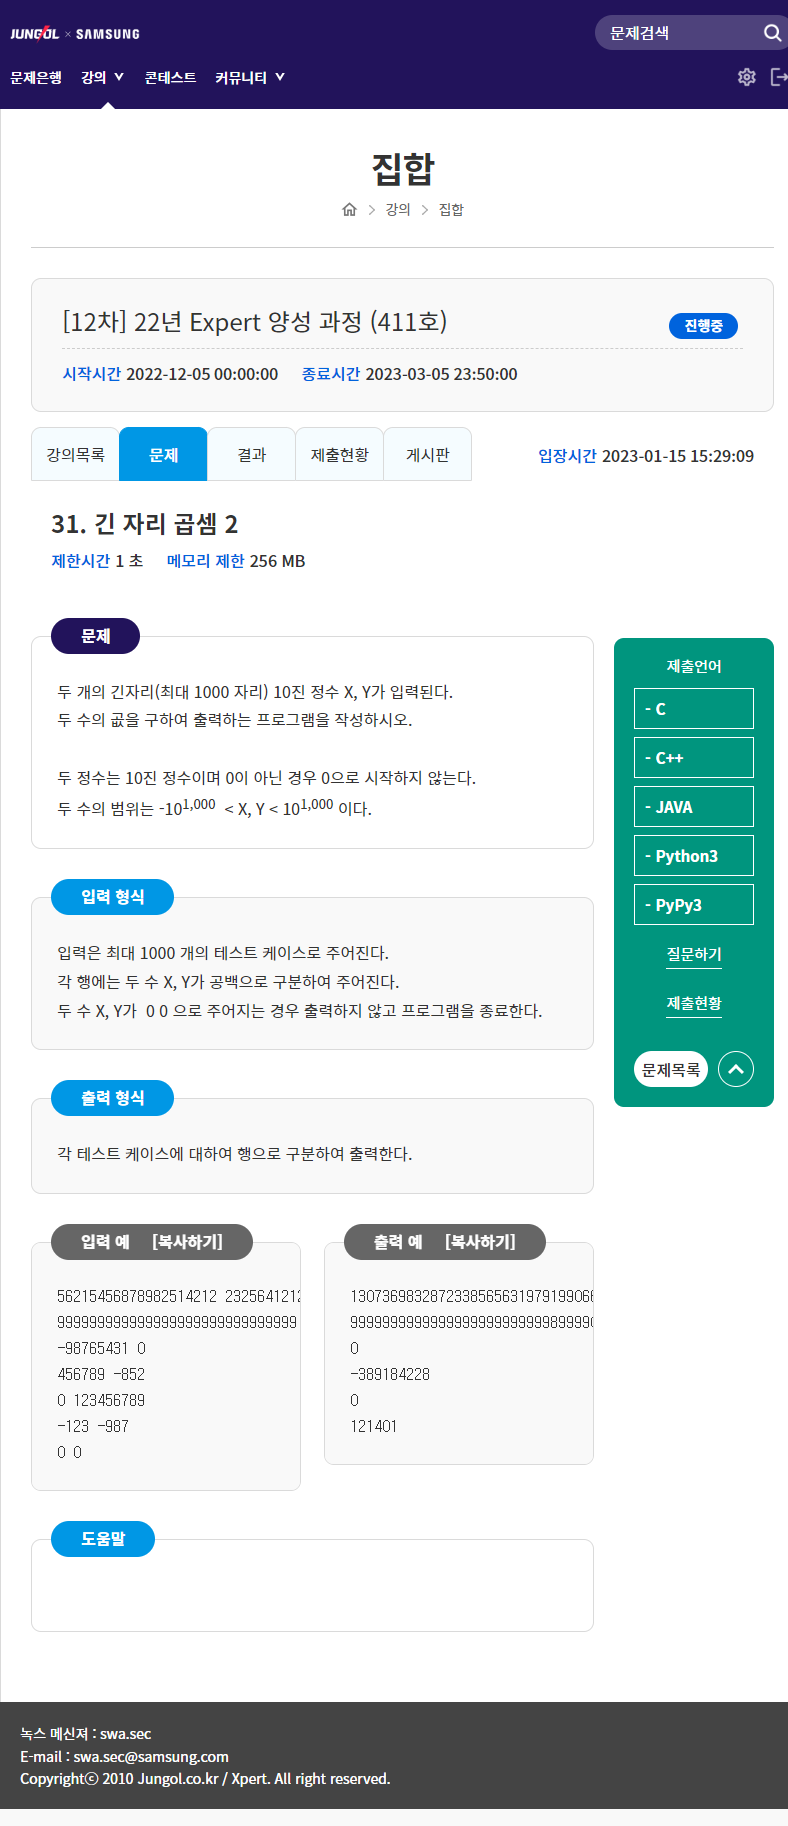 JUNGOL × SAMSUNG
문제검색
문제은행 강의 콘테스트 커뮤니티
집합
강의 집합
[12차] 22년 Expert 양성 과정 (411호)
진행중
시작시간 2022-12-05 00:00:00 종료시간 2023-03-05 23:50:00
강의목록 문제 결과 제출현황 게시판
입장시간 2023-01-15 15:29:09
31. 긴 자리 곱셈 2
제한시간 1 초 메모리 제한 256 MB
문제
두 개의 긴자리(최대 1000 자리) 10진 정수 X, Y가 입력된다.
두 수의 곲을 구하여 출력하는 프로그램을 작성하시오.
두 정수는 10진 정수이며 0이 아닌 경우 0으로 시작하지 않는다.
두 수의 범위는 -10^1,000 < X, Y < 10^1,000 이다.
입력 형식
입력은 최대 1000 개의 테스트 케이스로 주어진다.
각 행에는 두 수 X, Y가 공백으로 구분하여 주어진다.
두 수 X, Y가 0 0 으로 주어지는 경우 출력하지 않고 프로그램을 종료한다.
출력 형식
각 테스트 케이스에 대하여 행으로 구분하여 출력한다.
입력 예 [복사하기]
56215456878982514212 2325641212
999999999999999999999999999999
-98765431 0
456789 -852
0 123456789
-123 -987
0 0
출력 예 [복사하기]
130736983287233856563197919906
0
-389184228
0
121401
도움말
제출언어
- C
- C++
- JAVA
- Python3
- PyPy3
질문하기
제출현황
문제목록
녹스 메신져 : swa.sec
E-mail : swa.sec@samsung.com
Copyrightⓒ 2010 Jungol.co.kr / Xpert. All right reserved.